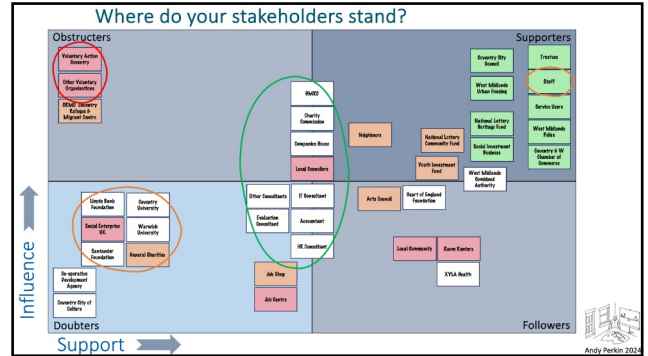 Where do your stakeholders stand?
Obstructers
Supporters
Voluntary Action
Coventry
Other Voluntary
Organisations
Coventry
Refugee &
Migrant Centre
HMRC
Charity
Commission
Companies House
Local Councillors
Neighbours
National Lottery
Community Fund
Youth Investment
Fund
Coventry City
Council
West Midlands
Urban Housing
National Lottery
Heritage Fund
Social Investment
Business
West Midlands
Combined
Authority
Trustees
Staff
Service Users
West Midlands
Police
Coventry & W
Chamber of
Commerce
Lloyds Bank
Foundation
Coventry
University
Social Enterprise
UK
Warwick
University
Santander
Foundation
General Charities
Co-operative
Development
Agency
Coventry City of
Culture
Other Consultants
IT Consultant
Evaluation
Consultant
Accountant
HR Consultant
Job Shop
Job Centre
Arts Council
Heart of England
Foundation
Local Community
XYLA Health
Doubters
Followers
Influence
Support
Andy Perkin 2024